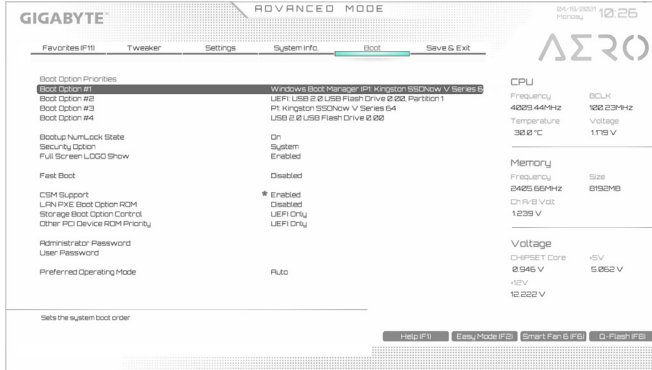 GIGABYTE™
ADVANCED MODE
04/19/2021 Monday 10:26
Favorites (F11) Tweaker Settings System Info. Boot Save & Exit
AERO
Boot Option Priorities
Boot Option #1 Windows Boot Manager (P1: Kingston SSDNow V Series 6
Boot Option #2 UEFI: USB 2.0 USB Flash Drive 0.00, Partition 1
Boot Option #3 P1: Kingston SSDNow V Series 64
Boot Option #4 USB 2.0 USB Flash Drive 0.00
Bootup NumLock State On
Security Option System
Full Screen LOGO Show Enabled
Fast Boot Disabled
CSM Support * Enabled
LAN PXE Boot Option ROM Disabled
Storage Boot Option Control UEFI Only
Other PCI Device ROM Priority UEFI Only
Administrator Password
User Password
Preferred Operating Mode Auto
CPU
Frequency BCLK
4009.44MHz 100.23MHz
Temperature Voltage
30.0 °C 1.179 V
Memory
Frequency Size
2405.66MHz 8192MB
Ch A/B Volt
1.239 V
Voltage
CHIPSET Core +5V
0.946 V 5.062 V
+12V
12.222 V
Sets the system boot order
Help (F1) Easy Mode (F2) Smart Fan 6 (F6) Q-Flash (F8)